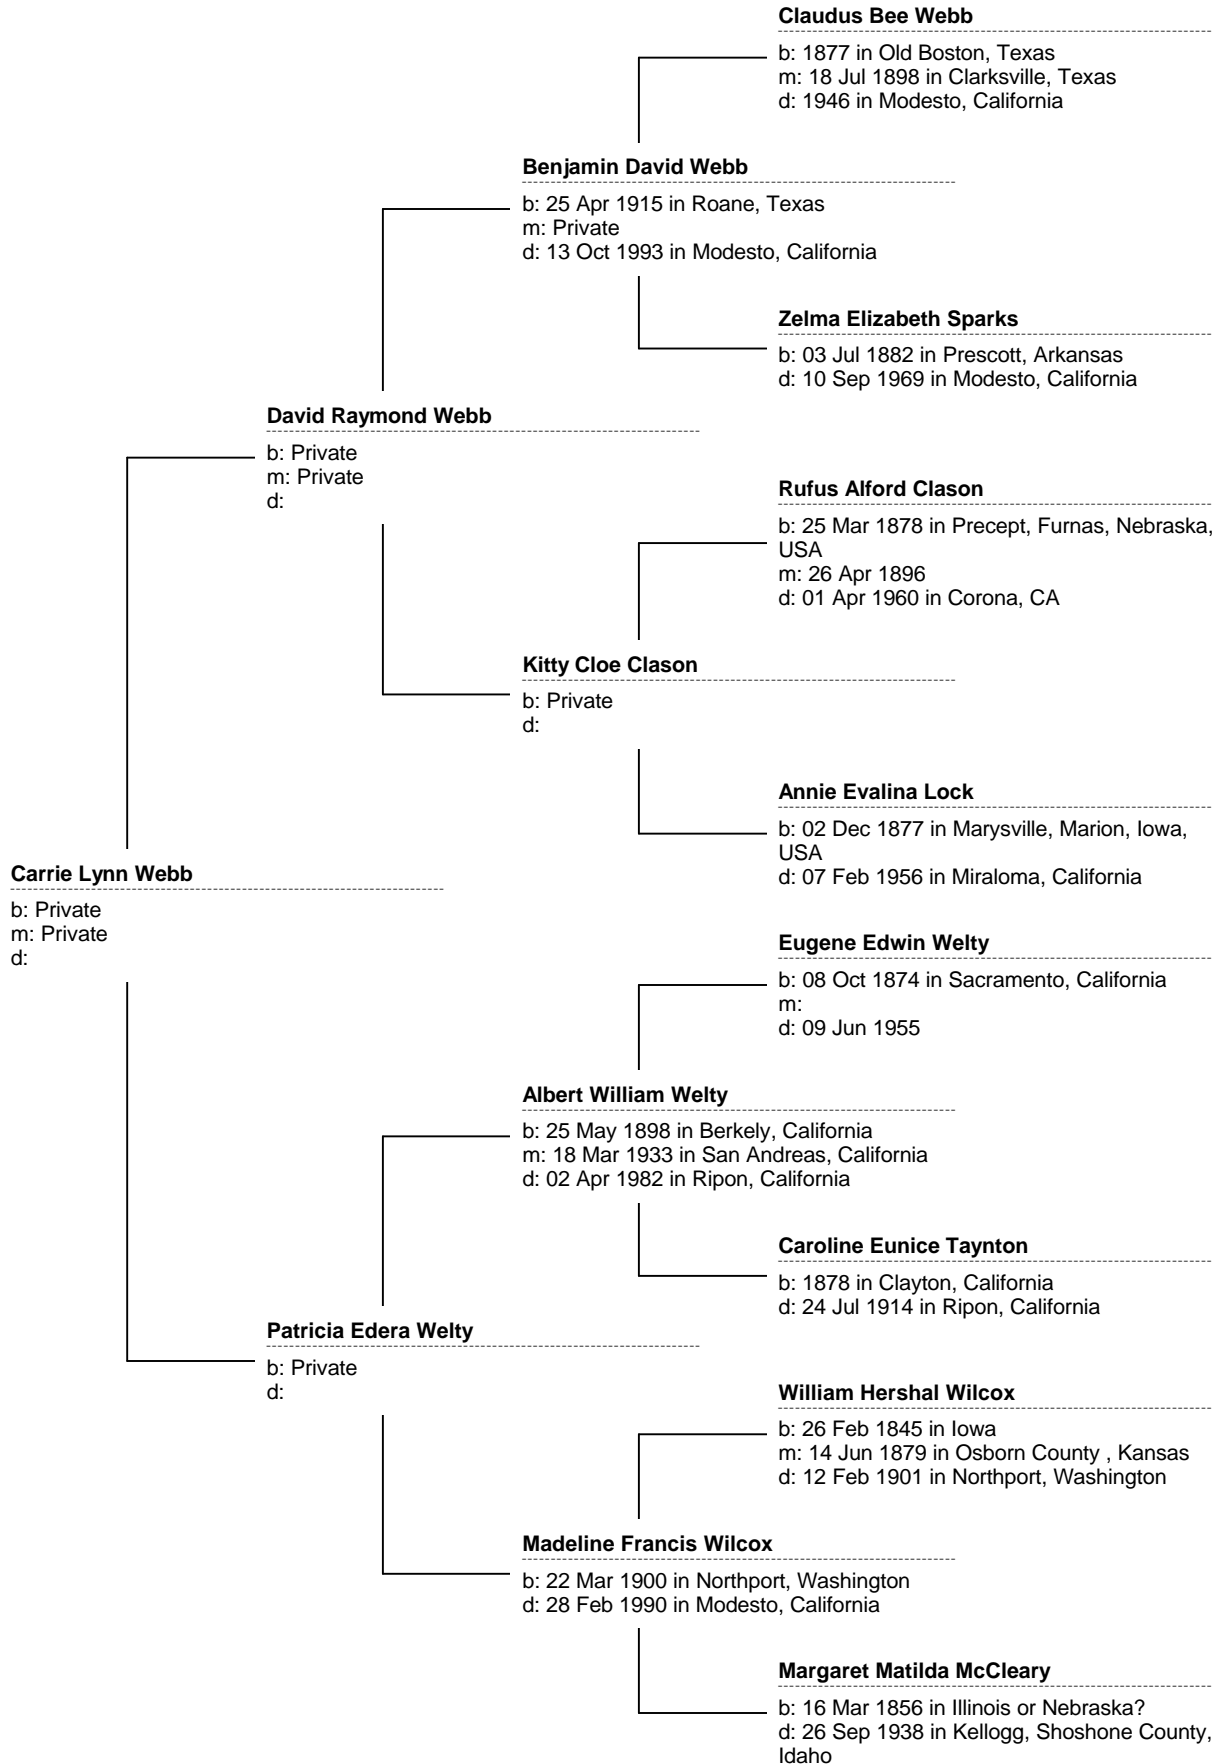 Claudus Bee Webb
b: 1877 in Old Boston, Texas
m: 18 Jul 1898 in Clarksville, Texas
d: 1946 in Modesto, California
Benjamin David Webb
b: 25 Apr 1915 in Roane, Texas
m: Private
d: 13 Oct 1993 in Modesto, California
Zelma Elizabeth Sparks
b: 03 Jul 1882 in Prescott, Arkansas
d: 10 Sep 1969 in Modesto, California
David Raymond Webb
b: Private
m: Private
d:
Rufus Alford Clason
b: 25 Mar 1878 in Precept, Furnas, Nebraska,
USA
m: 26 Apr 1896
d: 01 Apr 1960 in Corona, CA
Kitty Cloe Clason
b: Private
d:
Annie Evalina Lock
b: 02 Dec 1877 in Marysville, Marion, Iowa,
USA
d: 07 Feb 1956 in Miraloma, California
Carrie Lynn Webb
b: Private
m: Private
d:
Eugene Edwin Welty
b: 08 Oct 1874 in Sacramento, California
m:
d: 09 Jun 1955
Albert William Welty
b: 25 May 1898 in Berkely, California
m: 18 Mar 1933 in San Andreas, California
d: 02 Apr 1982 in Ripon, California
Caroline Eunice Taynton
b: 1878 in Clayton, California
d: 24 Jul 1914 in Ripon, California
Patricia Edera Welty
b: Private
d:
William Hershal Wilcox
b: 26 Feb 1845 in Iowa
m: 14 Jun 1879 in Osborn County , Kansas
d: 12 Feb 1901 in Northport, Washington
Madeline Francis Wilcox
b: 22 Mar 1900 in Northport, Washington
d: 28 Feb 1990 in Modesto, California
Margaret Matilda McCleary
b: 16 Mar 1856 in Illinois or Nebraska?
d: 26 Sep 1938 in Kellogg, Shoshone County,
Idaho